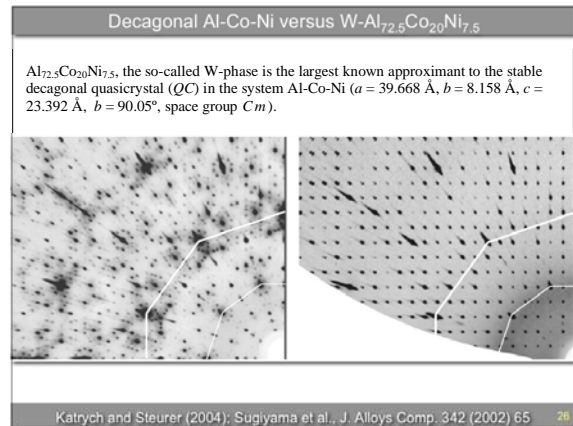 Decagonal Al-Co-Ni versus W-Al₇₂.₅Co₂₀Ni₇.₅
Al₇₂.₅Co₂₀Ni₇.₅, the so-called W-phase is the largest known approximant to the stable
decagonal quasicrystal (QC) in the system Al-Co-Ni (a = 39.668 Å, b = 8.158 Å, c =
23.392 Å, b = 90.05º, space group Cm).
Katrych and Steurer (2004); Sugiyama et al., J. Alloys Comp. 342 (2002) 65
26